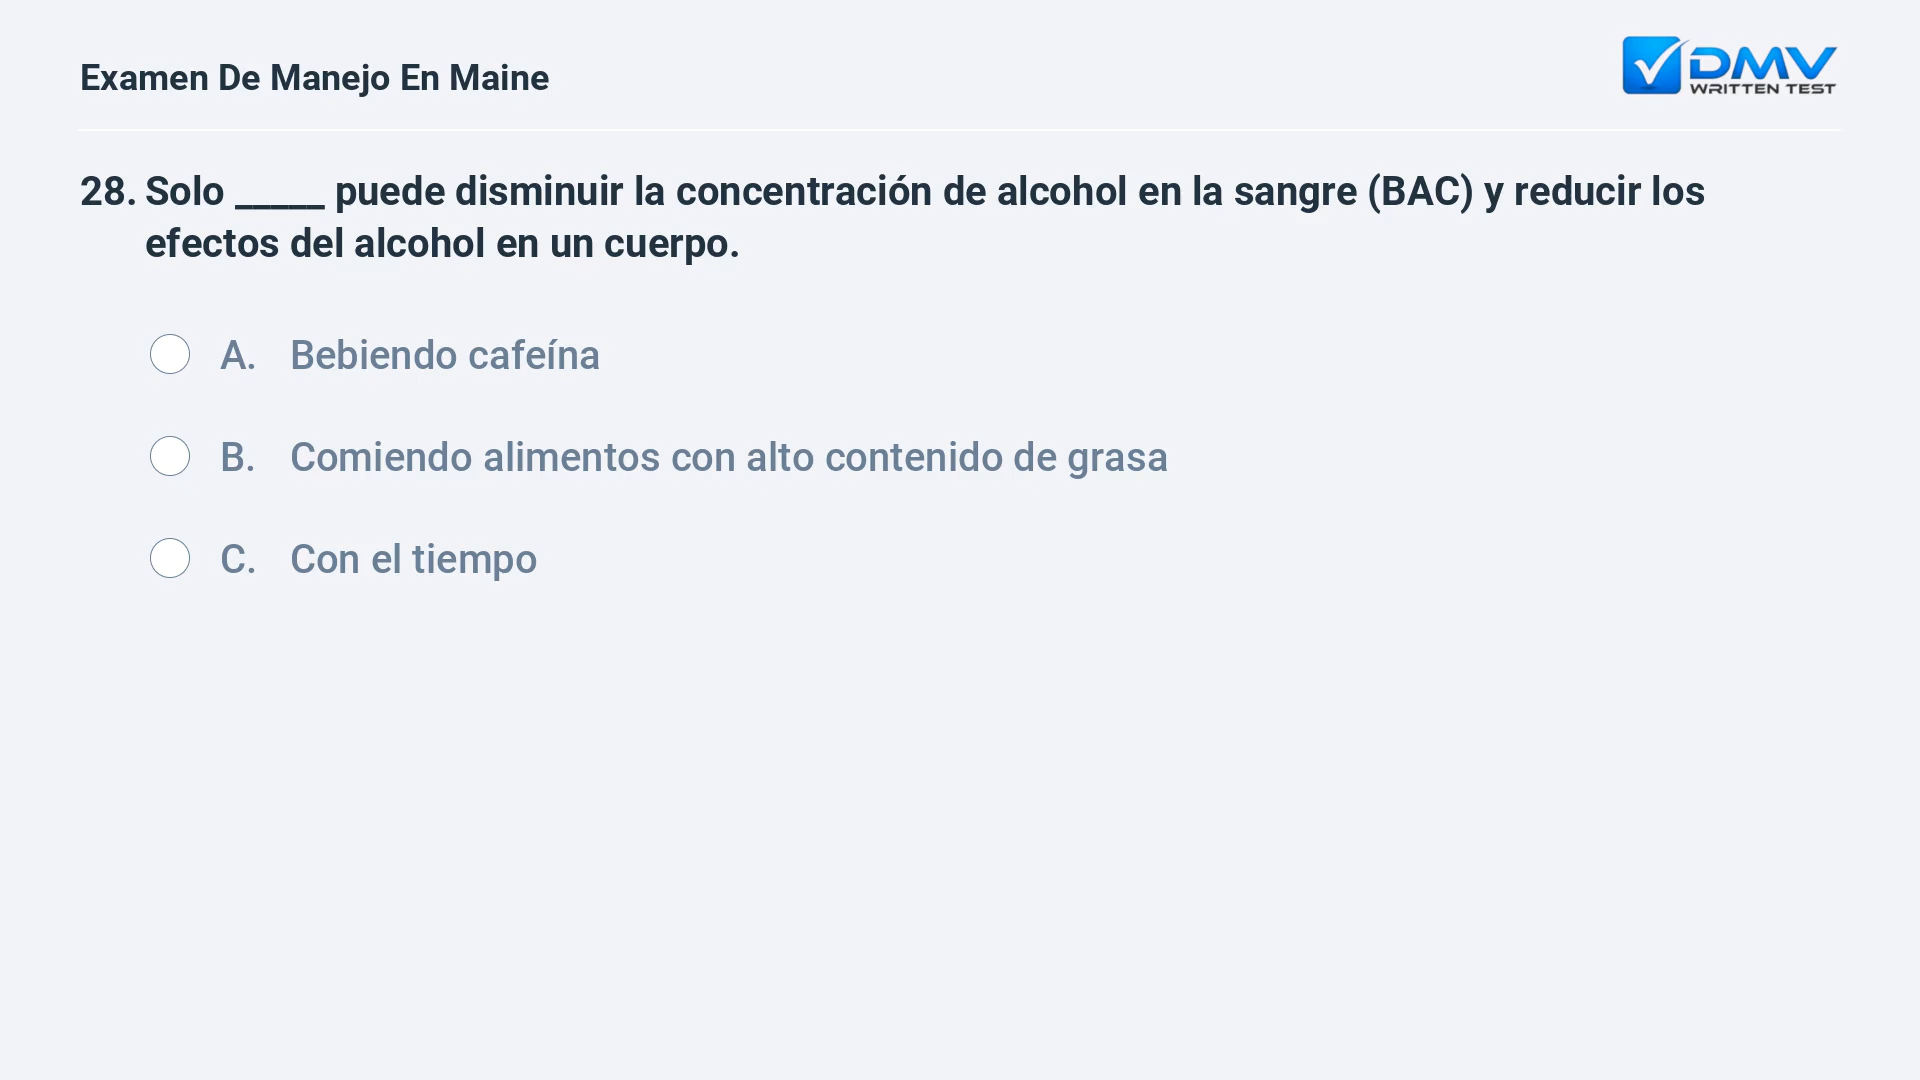 Examen De Manejo En Maine
DMV
WRITTEN TEST
28. Solo _____ puede disminuir la concentración de alcohol en la sangre (BAC) y reducir los
efectos del alcohol en un cuerpo.
A. Bebiendo cafeína
B. Comiendo alimentos con alto contenido de grasa
C. Con el tiempo